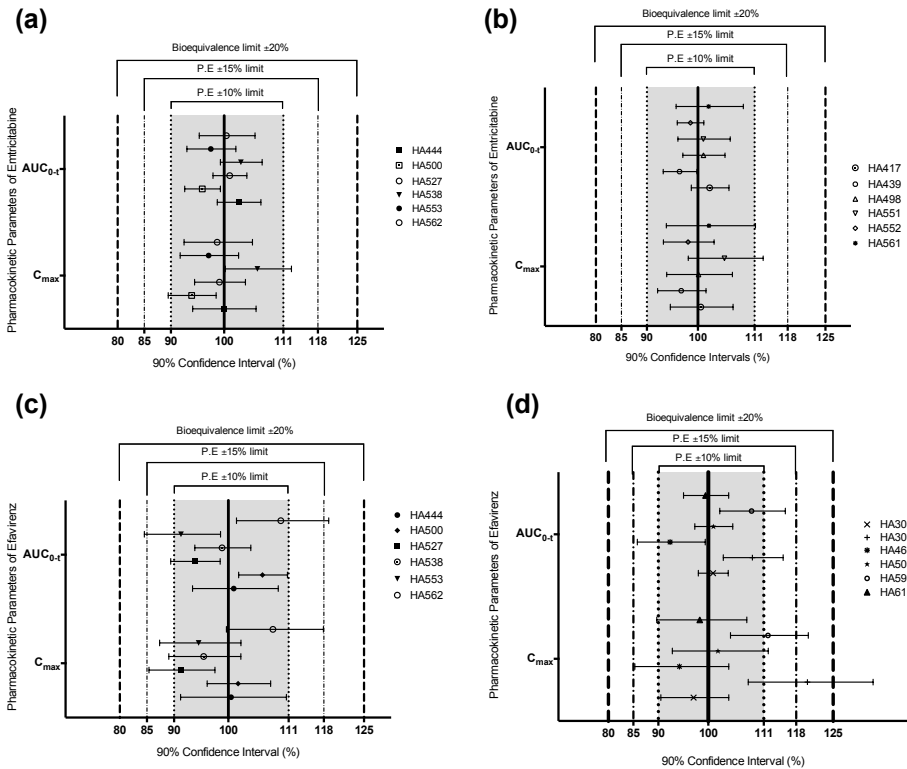 (a)
Bioequivalence limit ±20%
P.E ±15% limit
P.E ±10% limit
Pharmacokinetic Parameters of Emtricitabine
AUC0-t
Cmax
HA444
HA500
HA527
HA538
HA553
HA562
80 85 90 100 111 118 125
90% Confidence Interval (%)
(b)
Bioequivalence limit ±20%
P.E ±15% limit
P.E ±10% limit
Pharmacokinetic Parameters of Emtricitabine
AUC0-t
Cmax
HA417
HA439
HA498
HA551
HA552
HA561
80 85 90 100 111 118 125
90% Confidence Intervals (%)
(c)
Bioequivalence limit ±20%
P.E ±15% limit
P.E ±10% limit
Pharmacokinetic Parameters of Efavirenz
AUC0-t
Cmax
HA444
HA500
HA527
HA538
HA553
HA562
80 85 90 100 111 118 125
90% Confidence Interval (%)
(d)
Bioequivalence limit ±20%
P.E ±15% limit
P.E ±10% limit
Pharmacokinetic Parameters of Efavirenz
AUC0-t
Cmax
HA30
HA30
HA46
HA50
HA59
HA61
80 85 90 100 111 118 125
90% Confidence Interval (%)